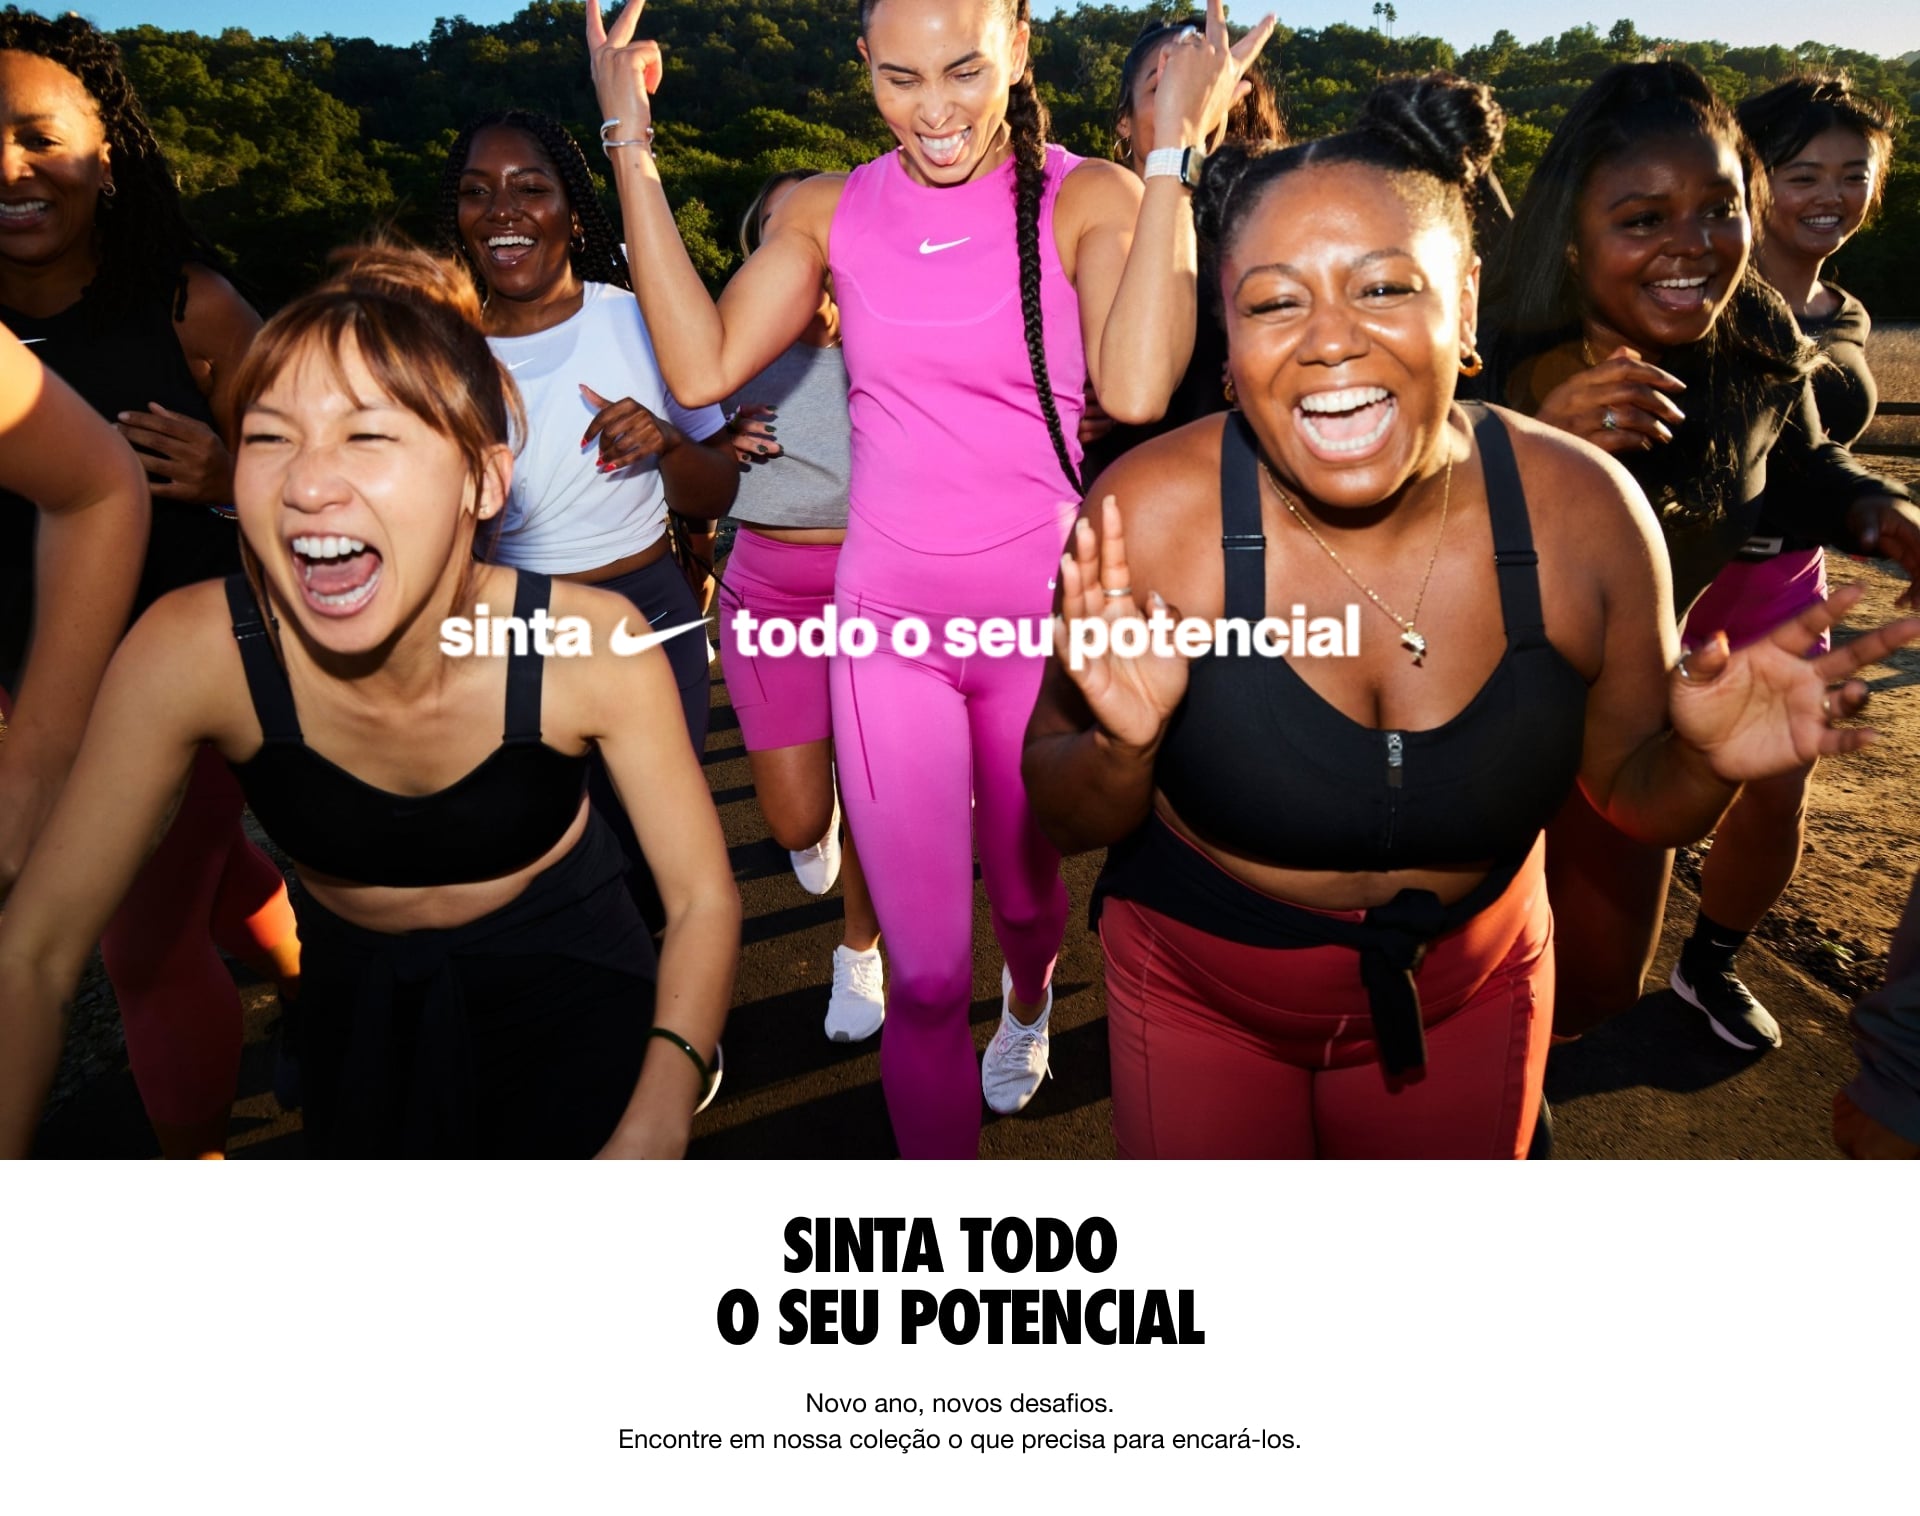 sinta todo o seu potencial
SINTA TODO
O SEU POTENCIAL
Novo ano, novos desafios.
Encontre em nossa coleção o que precisa para encará-los.